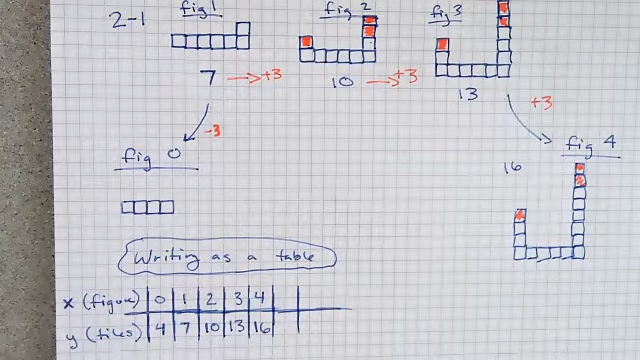 2-1
fig 1
fig 2
fig 3
7 → +3
10 → +3
13
+3
-3
fig 0
fig 4
16
Writing as a table
x (figure) 0 1 2 3 4
y (tiles) 4 7 10 13 16